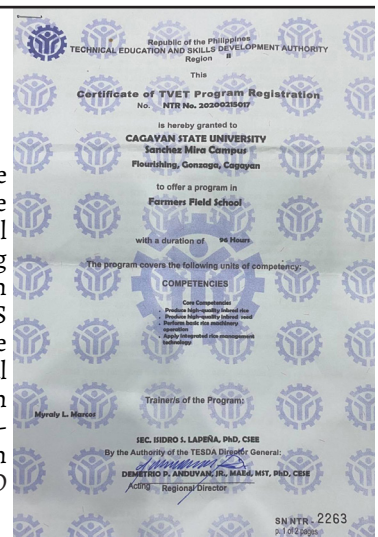 Republic of the Philippines
TECHNICAL EDUCATION AND SKILLS DEVELOPMENT AUTHORITY
Region II
This
Certificate of TVET Program Registration
No. NTR No. 20200215017
is hereby granted to
CAGAYAN STATE UNIVERSITY
Sanchez Mira Campus
Flourishing, Gonzaga, Cagayan
to offer a program in
Farmers Field School
with a duration of 96 Hours
The program covers the following units of competency:
COMPETENCIES
Core Competencies
Produce high-quality inbred rice
Produce high-quality inbred seed
Perform basic rice machinery
operation
Apply integrated rice management
technology
Trainer/s of the Program:
Myraly L. Marcos
SEC. ISIDRO S. LAPEÑA, PhD, CSEE
By the Authority of the TESDA Director General:
DEMETRIO P. ANDUYAN, JR., MAEd, MST, PhD, CESE
Acting Regional Director
SN NTR - 2263
p. 1 of 2 pages